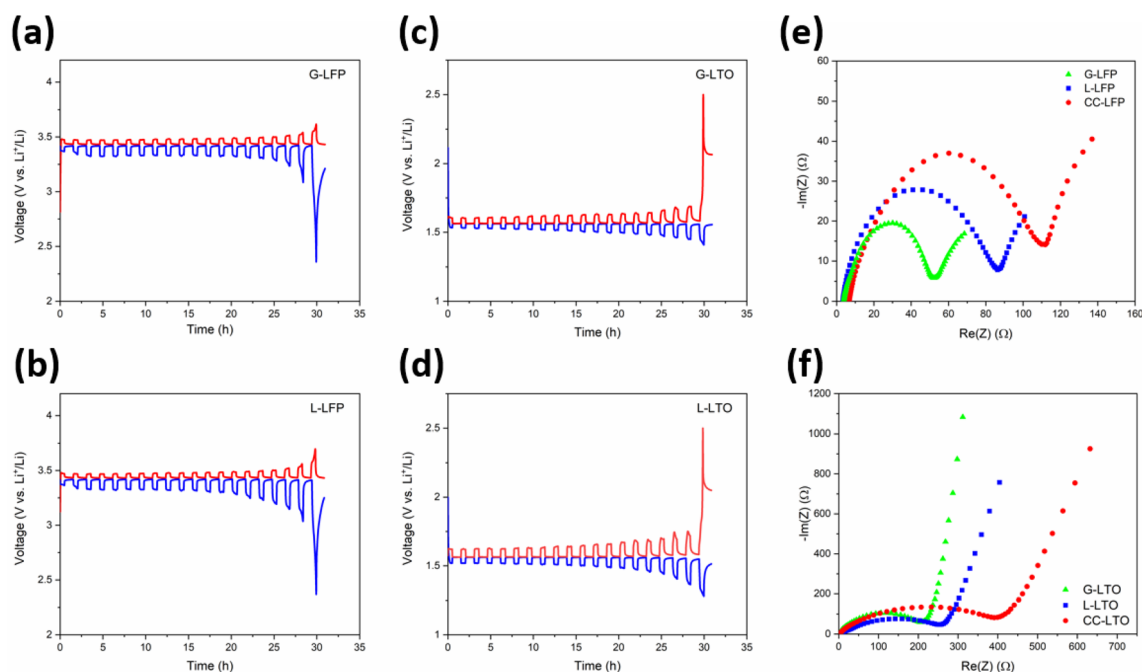 (a)
G-LFP
Voltage (V vs. Li⁺/Li)
4
3.5
3
2.5
2
0 5 10 15 20 25 30 35
Time (h)
(c)
G-LTO
Voltage (V vs. Li⁺/Li)
2.5
2
1.5
1
0 5 10 15 20 25 30 35
Time (h)
(e)
G-LFP
L-LFP
CC-LFP
-Im(Z) (Ω)
60
50
40
30
20
10
0
0 20 40 60 80 100 120 140 160
Re(Z) (Ω)
(b)
L-LFP
Voltage (V vs. Li⁺/Li)
4
3.5
3
2.5
2
0 5 10 15 20 25 30 35
Time (h)
(d)
L-LTO
Voltage (V vs. Li⁺/Li)
2.5
2
1.5
1
0 5 10 15 20 25 30 35
Time (h)
(f)
-Im(Z) (Ω)
1200
1000
800
600
400
200
0
G-LTO
L-LTO
CC-LTO
0 100 200 300 400 500 600 700
Re(Z) (Ω)